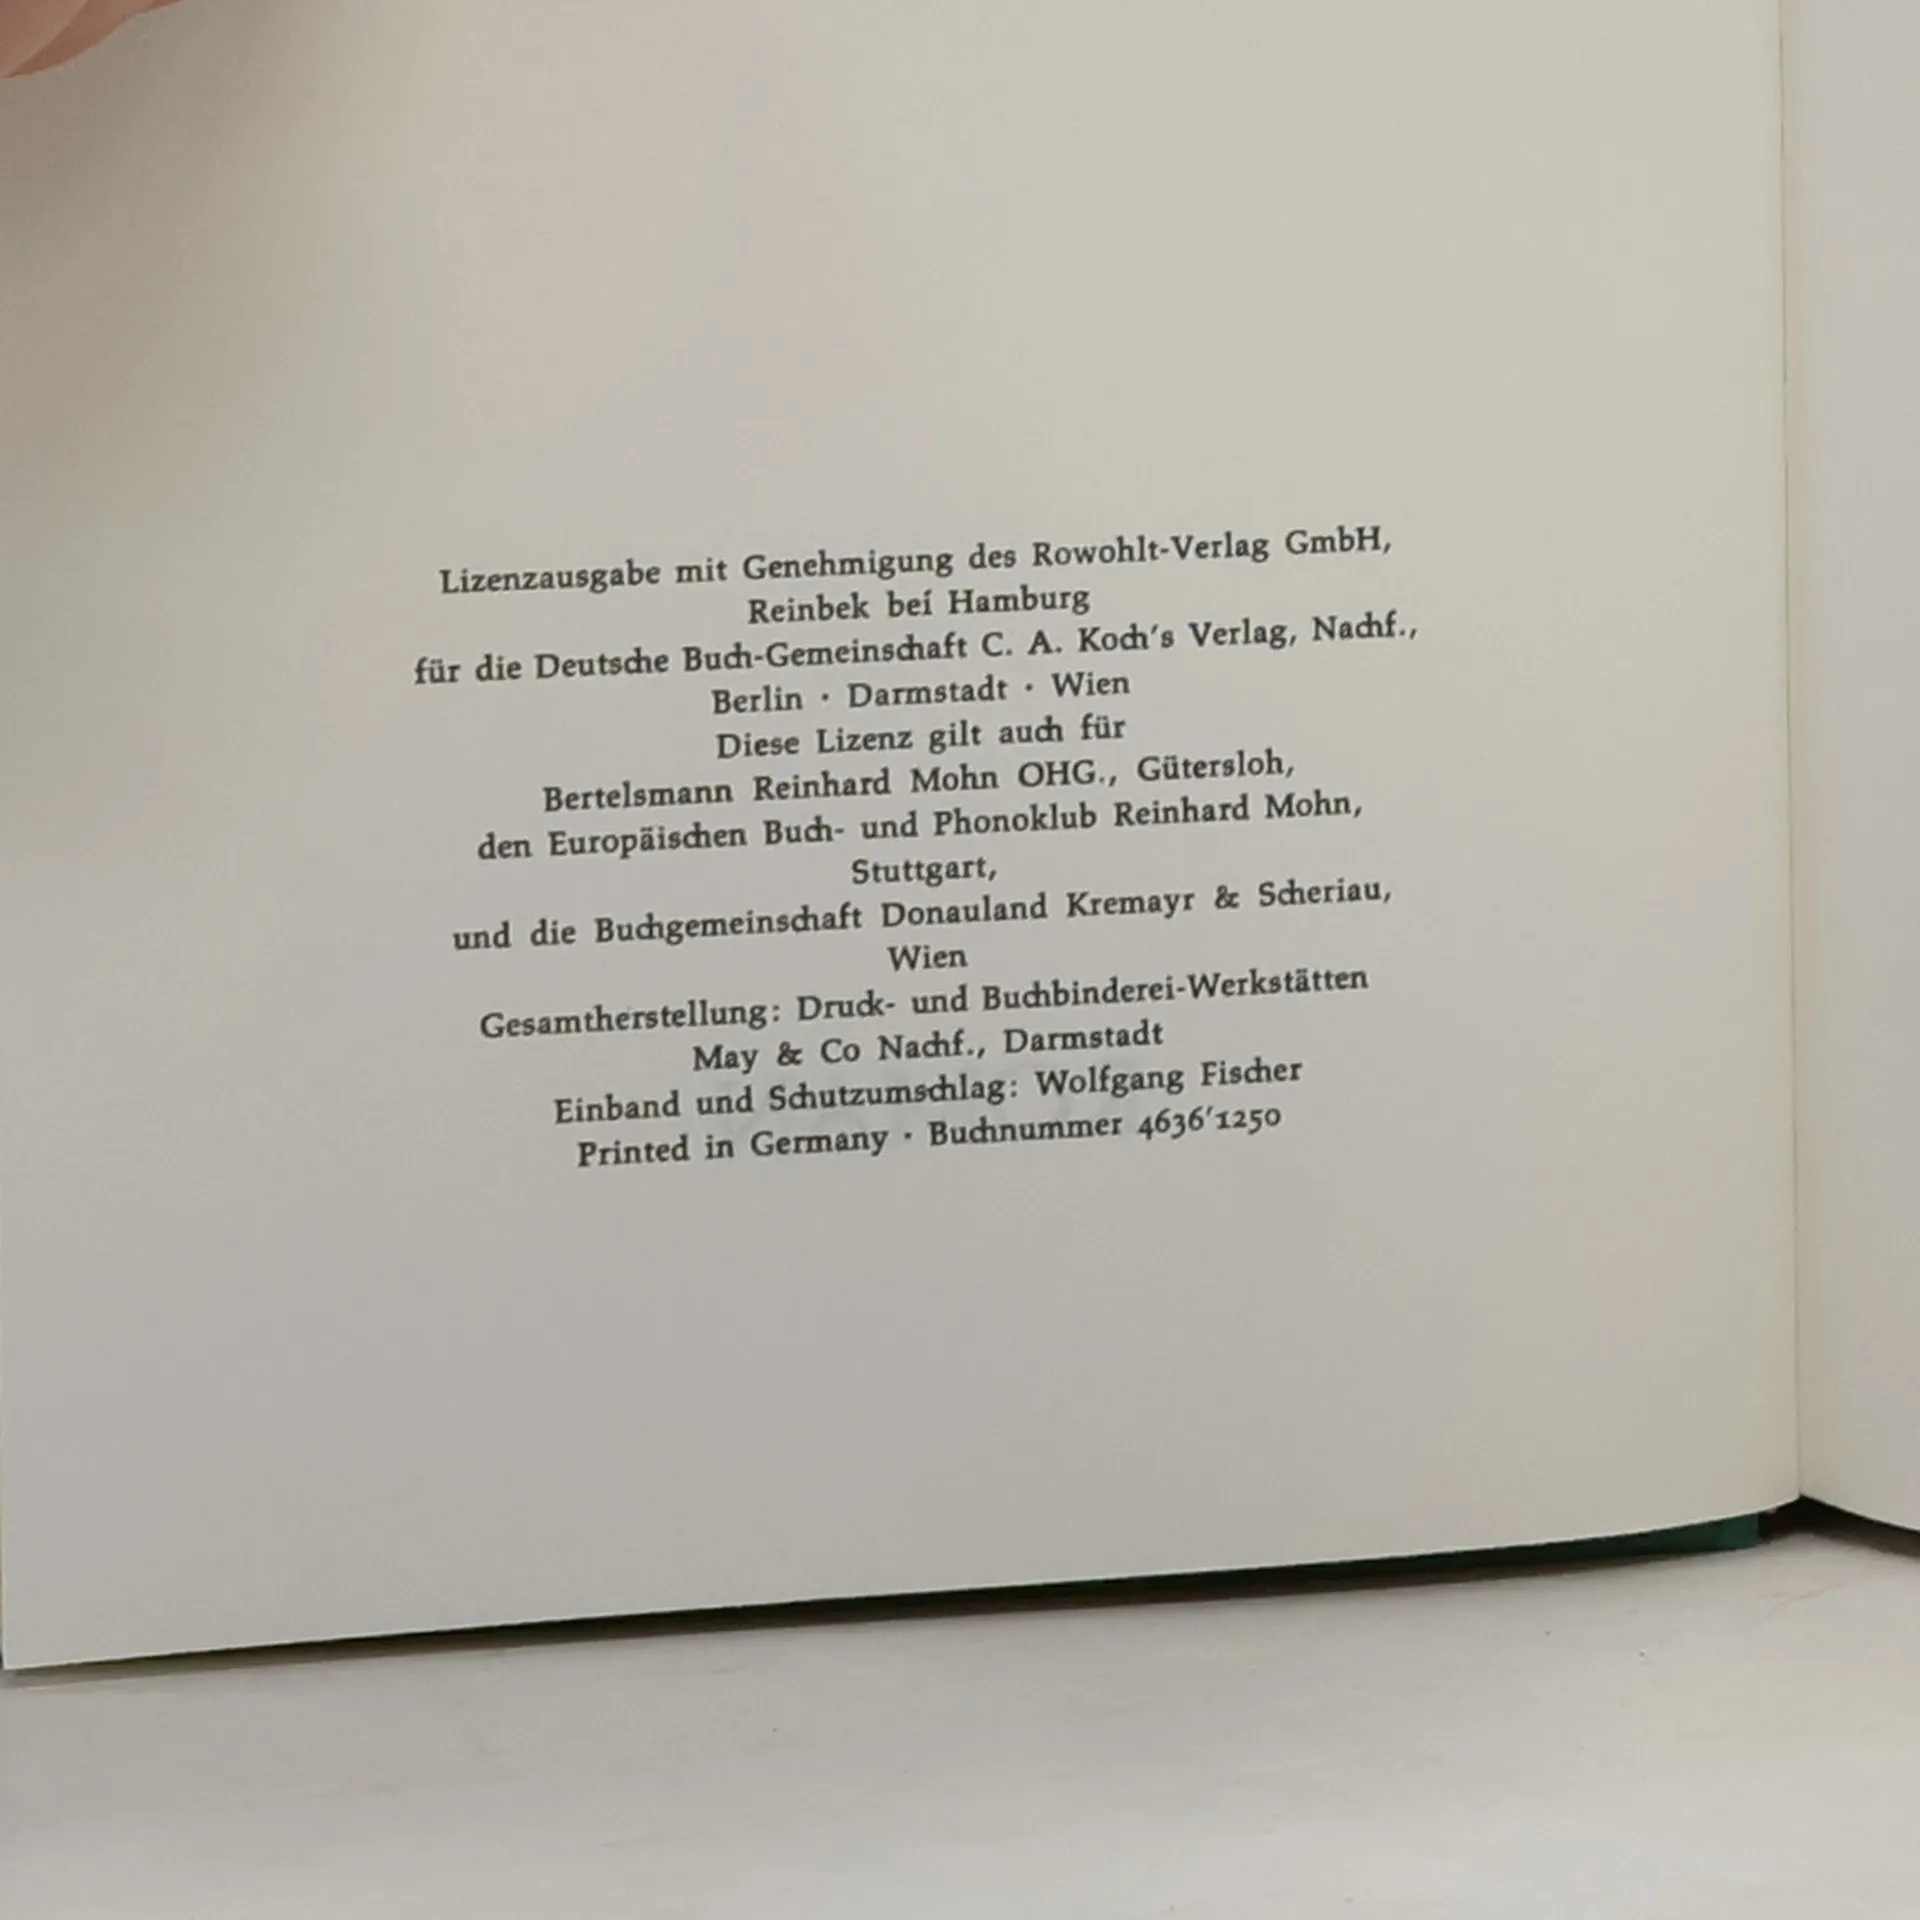 Lizenzausgabe mit Genehmigung des Rowohlt-Verlag GmbH,
Reinbek bei Hamburg
für die Deutsche Buch-Gemeinschaft C. A. Koch's Verlag, Nachf.,
Berlin · Darmstadt · Wien
Diese Lizenz gilt auch für
Bertelsmann Reinhard Mohn OHG., Gütersloh,
den Europäischen Buch- und Phonoklub Reinhard Mohn,
Stuttgart,
und die Buchgemeinschaft Donauland Kremayr & Scheriau,
Wien
Gesamtherstellung: Druck- und Buchbinderei-Werkstätten
May & Co Nachf., Darmstadt
Einband und Schutzumschlag: Wolfgang Fischer
Printed in Germany · Buchnummer 4636'1250